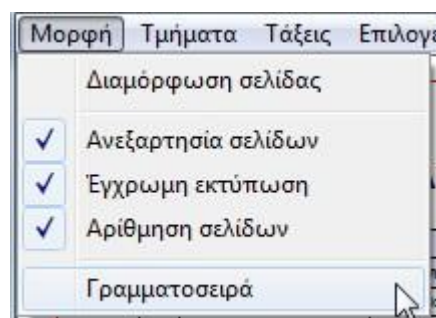 Μορφή Τμήματα Τάξεις
Διαμόρφωση σελίδας
Ανεξαρτησία σελίδων
Έγχρωμη εκτύπωση
Αρίθμηση σελίδων
Γραμματοσειρά